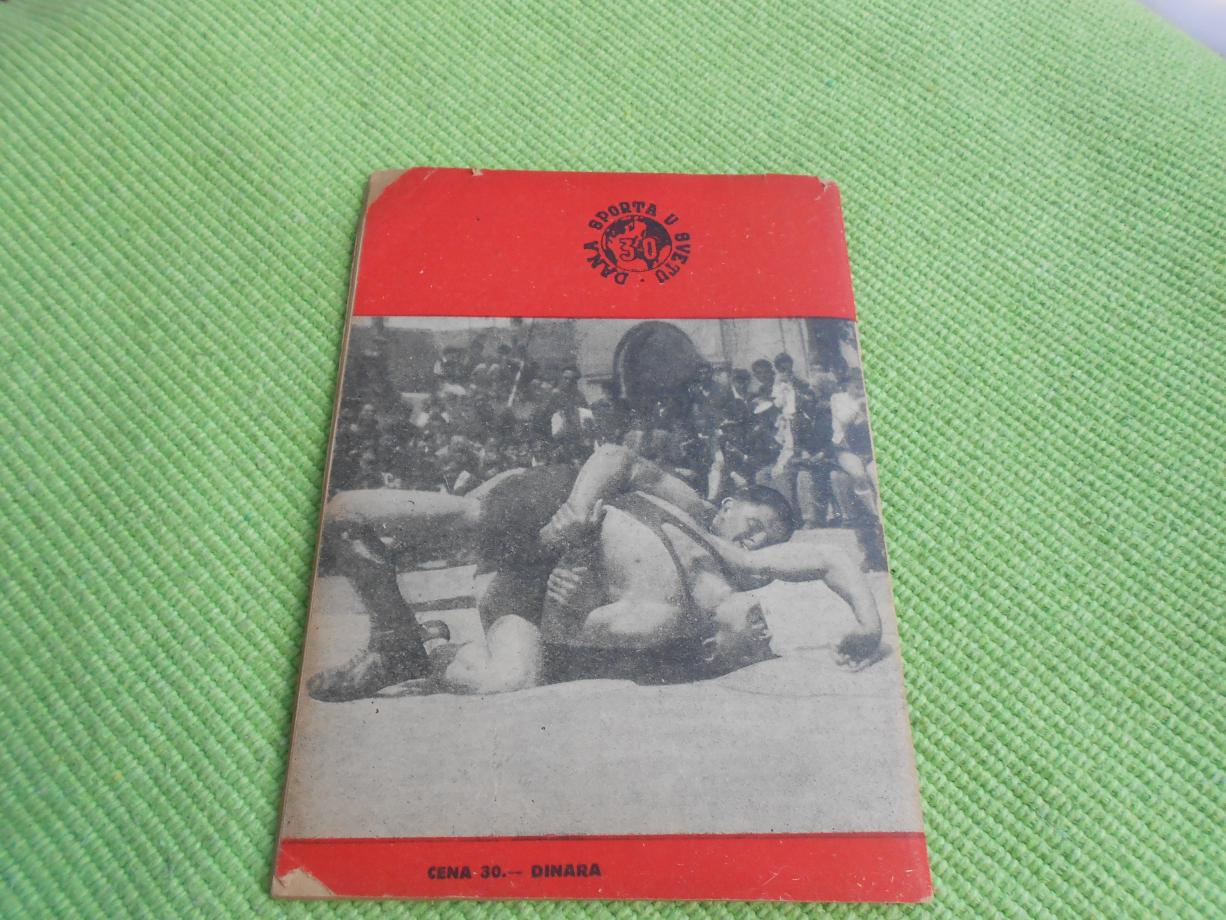 30 DANA SPORTA U SVETU
CENA 30.— DINARA